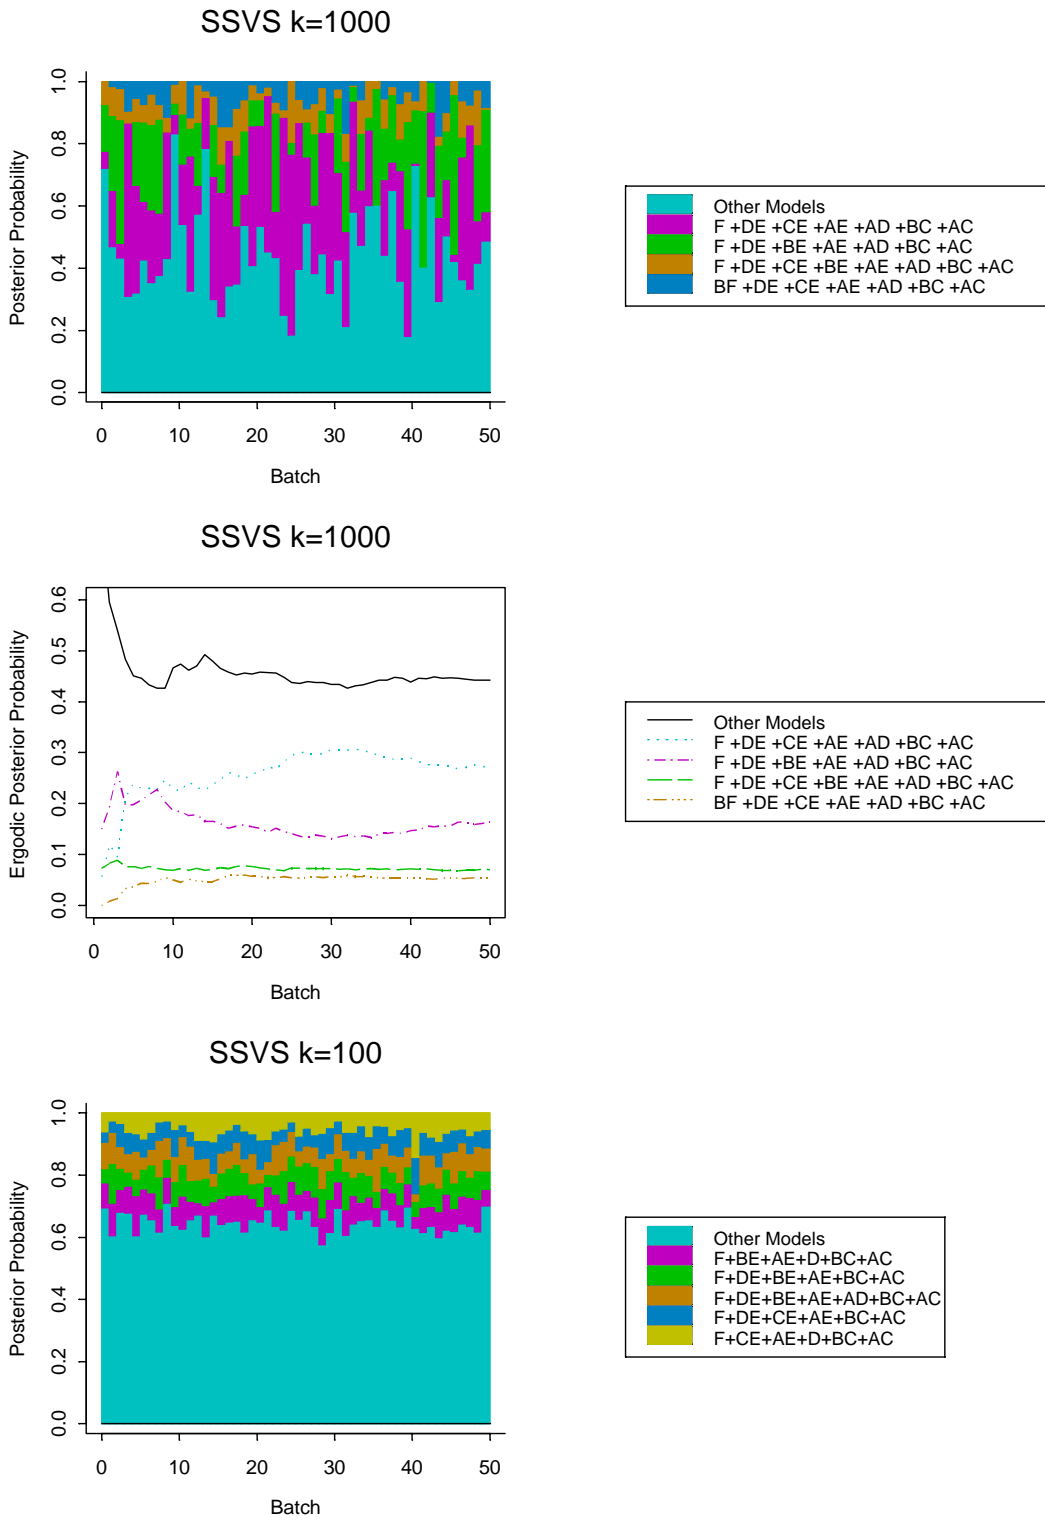 SSVS k=1000
Posterior Probability
0.0 0.2 0.4 0.6 0.8 1.0
0 10 20 30 40 50
Batch
Other Models
F +DE +CE +AE +AD +BC +AC
F +DE +BE +AE +AD +BC +AC
F +DE +CE +BE +AE +AD +BC +AC
BF +DE +CE +AE +AD +BC +AC
SSVS k=1000
Ergodic Posterior Probability
0.0 0.1 0.2 0.3 0.4 0.5 0.6
0 10 20 30 40 50
Batch
Other Models
F +DE +CE +AE +AD +BC +AC
F +DE +BE +AE +AD +BC +AC
F +DE +CE +BE +AE +AD +BC +AC
BF +DE +CE +AE +AD +BC +AC
SSVS k=100
Posterior Probability
0.0 0.2 0.4 0.6 0.8 1.0
0 10 20 30 40 50
Batch
Other Models
F+BE+AE+D+BC+AC
F+DE+BE+AE+BC+AC
F+DE+BE+AE+AD+BC+AC
F+DE+CE+AE+BC+AC
F+CE+AE+D+BC+AC